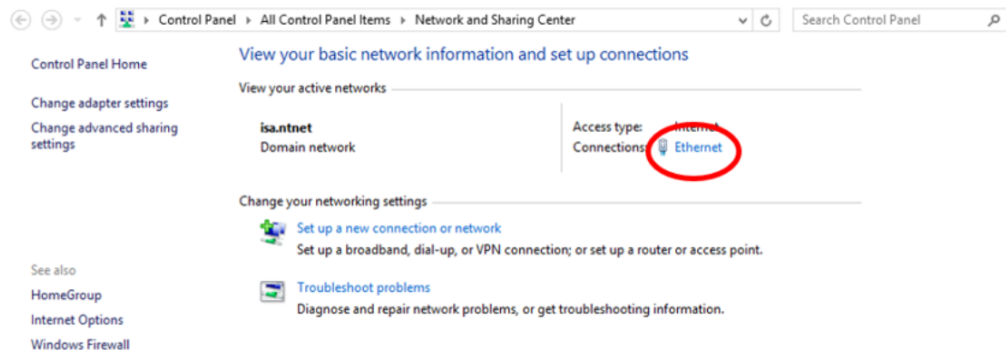 Control Panel › All Control Panel Items › Network and Sharing Center
Search Control Panel
Control Panel Home
Change adapter settings
Change advanced sharing
settings
See also
HomeGroup
Internet Options
Windows Firewall
View your basic network information and set up connections
View your active networks
isa.ntnet
Domain network
Access type: Internet
Connections: Ethernet
Change your networking settings
Set up a new connection or network
Set up a broadband, dial-up, or VPN connection; or set up a router or access point.
Troubleshoot problems
Diagnose and repair network problems, or get troubleshooting information.